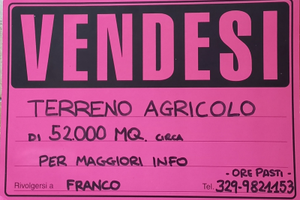 VENDESI
TERRENO AGRICOLO
DI 52000 MQ. CIRCA
PER MAGGIORI INFO
- ORE PASTI -
Rivolgersi a FRANCO Tel. 329-9821153